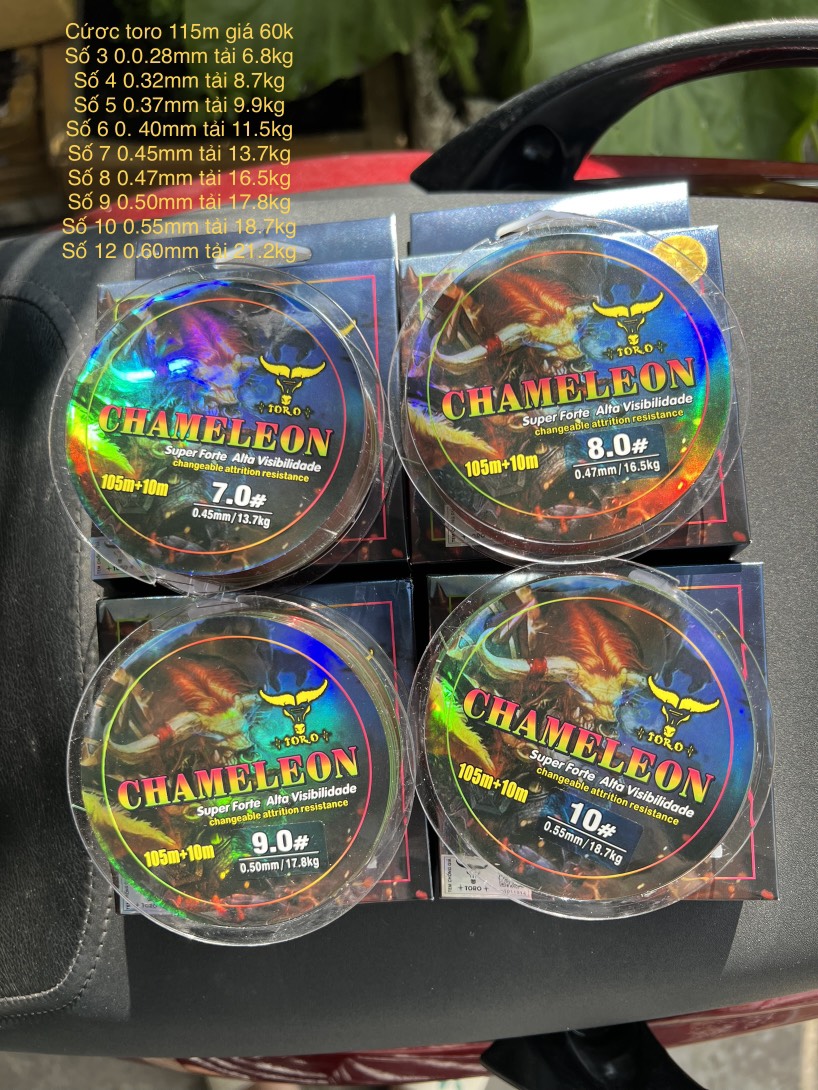 Cước toro 115m giá 60k
Số 3 0.0.28mm tải 6.8kg
Số 4 0.32mm tải 8.7kg
Số 5 0.37mm tải 9.9kg
Số 6 0. 40mm tải 11.5kg
Số 7 0.45mm tải 13.7kg
Số 8 0.47mm tải 16.5kg
Số 9 0.50mm tải 17.8kg
Số 10 0.55mm tải 18.7kg
Số 12 0.60mm tải 21.2kg
TORO
CHAMELEON
Super Forte Alta Visibilidade
changeable attrition resistance
105m+10m
7.0#
0.45mm/13.7kg
TORO
CHAMELEON
Super Forte Alta Visibilidade
changeable attrition resistance
105m+10m
8.0#
0.47mm/16.5kg
TORO
CHAMELEON
Super Forte Alta Visibilidade
changeable attrition resistance
105m+10m
9.0#
0.50mm/17.8kg
TORO
CHAMELEON
Super Forte Alta Visibilidade
changeable attrition resistance
105m+10m
10#
0.55mm/18.7kg
TORO